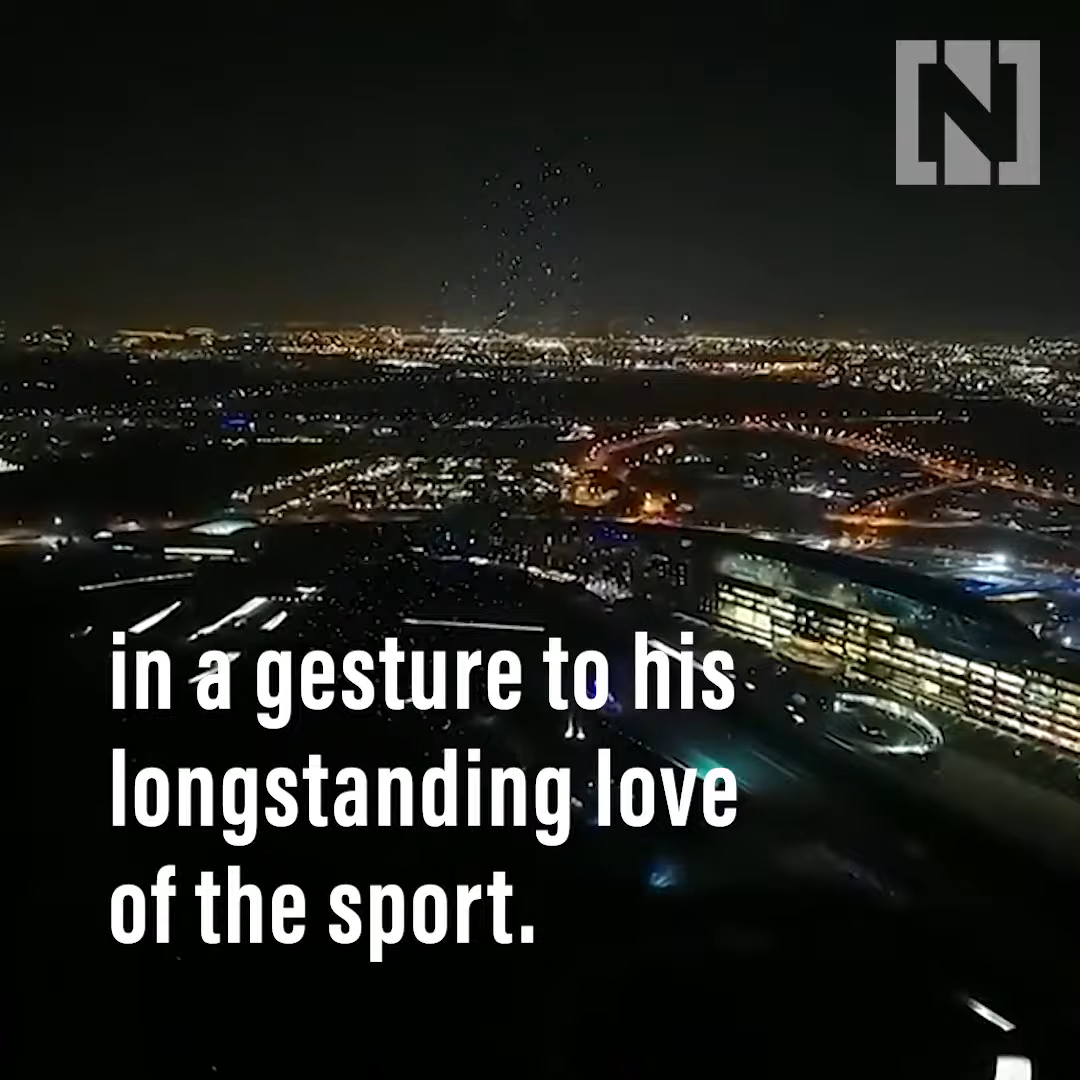 [N]
in a gesture to his
longstanding love
of the sport.